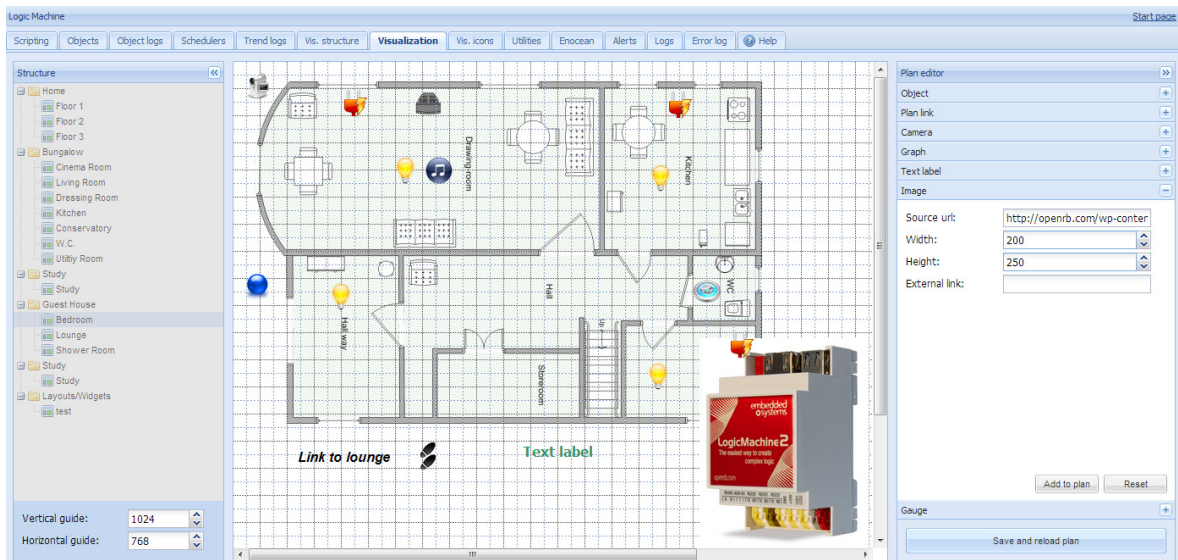 Logic Machine
Start page
Scripting
Objects
Object logs
Schedulers
Trend logs
Vis. structure
Visualization
Vis. icons
Utilities
Enocean
Alerts
Logs
Error log
Help
Structure
Home
Floor 1
Floor 2
Floor 3
Bungalow
Cinema Room
Living Room
Dressing Room
Kitchen
Conservatory
W.C.
Utiltiy Room
Study
Study
Guest House
Bedroom
Lounge
Shower Room
Study
Study
Layouts/Widgets
test
Vertical guide:
1024
Horizontal guide:
768
Drawing-room
Kitchen
Hall
WC
Hall way
Up
Storeroom
Link to lounge
Text label
embedded
systems
LogicMachine2
The easiest way to create
complex logic
openrb.com
Plan editor
Object
Plan link
Camera
Graph
Text label
Image
Source url:
http://openrb.com/wp-conter
Width:
200
Height:
250
External link:
Add to plan
Reset
Gauge
Save and reload plan